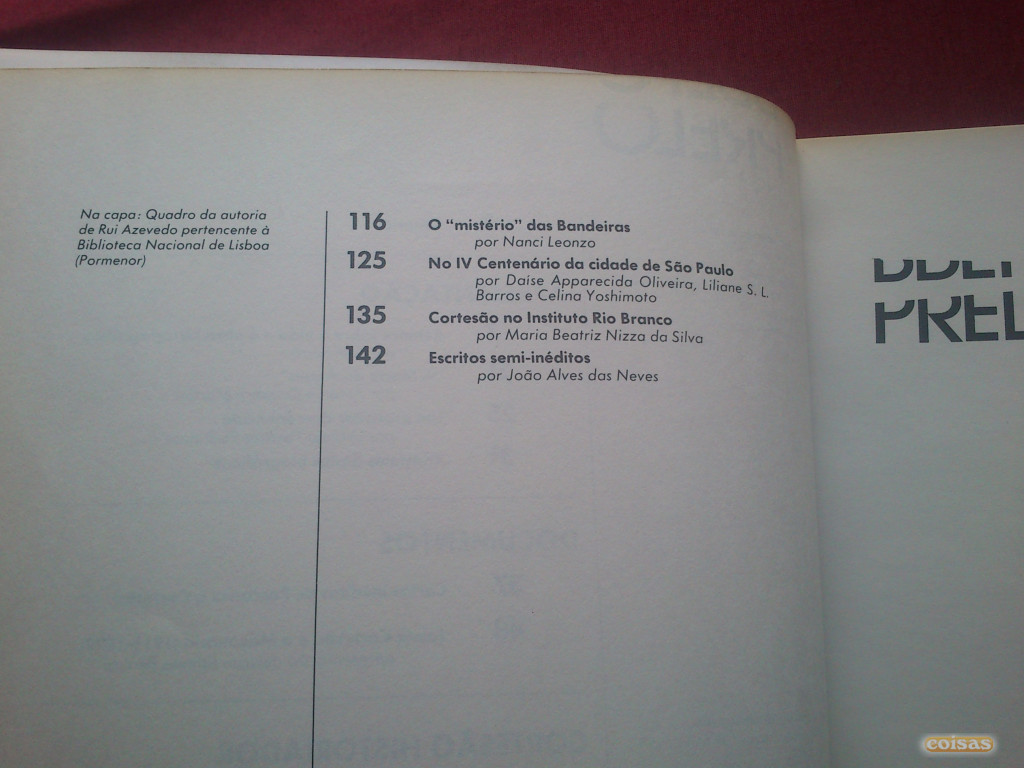 Na capa: Quadro da autoria
de Rui Azevedo pertencente à
Biblioteca Nacional de Lisboa
(Pormenor)
116 O "mistério" das Bandeiras
por Nanci Leonzo
125 No IV Centenário da cidade de São Paulo
por Daíse Apparecida Oliveira, Liliane S. L.
Barros e Celina Yoshimoto
135 Cortesão no Instituto Rio Branco
por Maria Beatriz Nizza da Silva
142 Escritos semi-inéditos
por João Alves das Neves
PREL
coisas